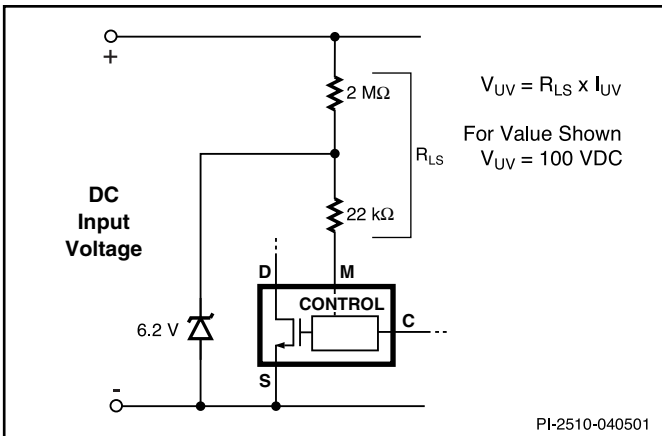 +
2 MΩ
V_UV = R_LS x I_UV
For Value Shown
V_UV = 100 VDC
R_LS
DC
Input
Voltage
22 kΩ
D
M
CONTROL
C
6.2 V
S
-
PI-2510-040501